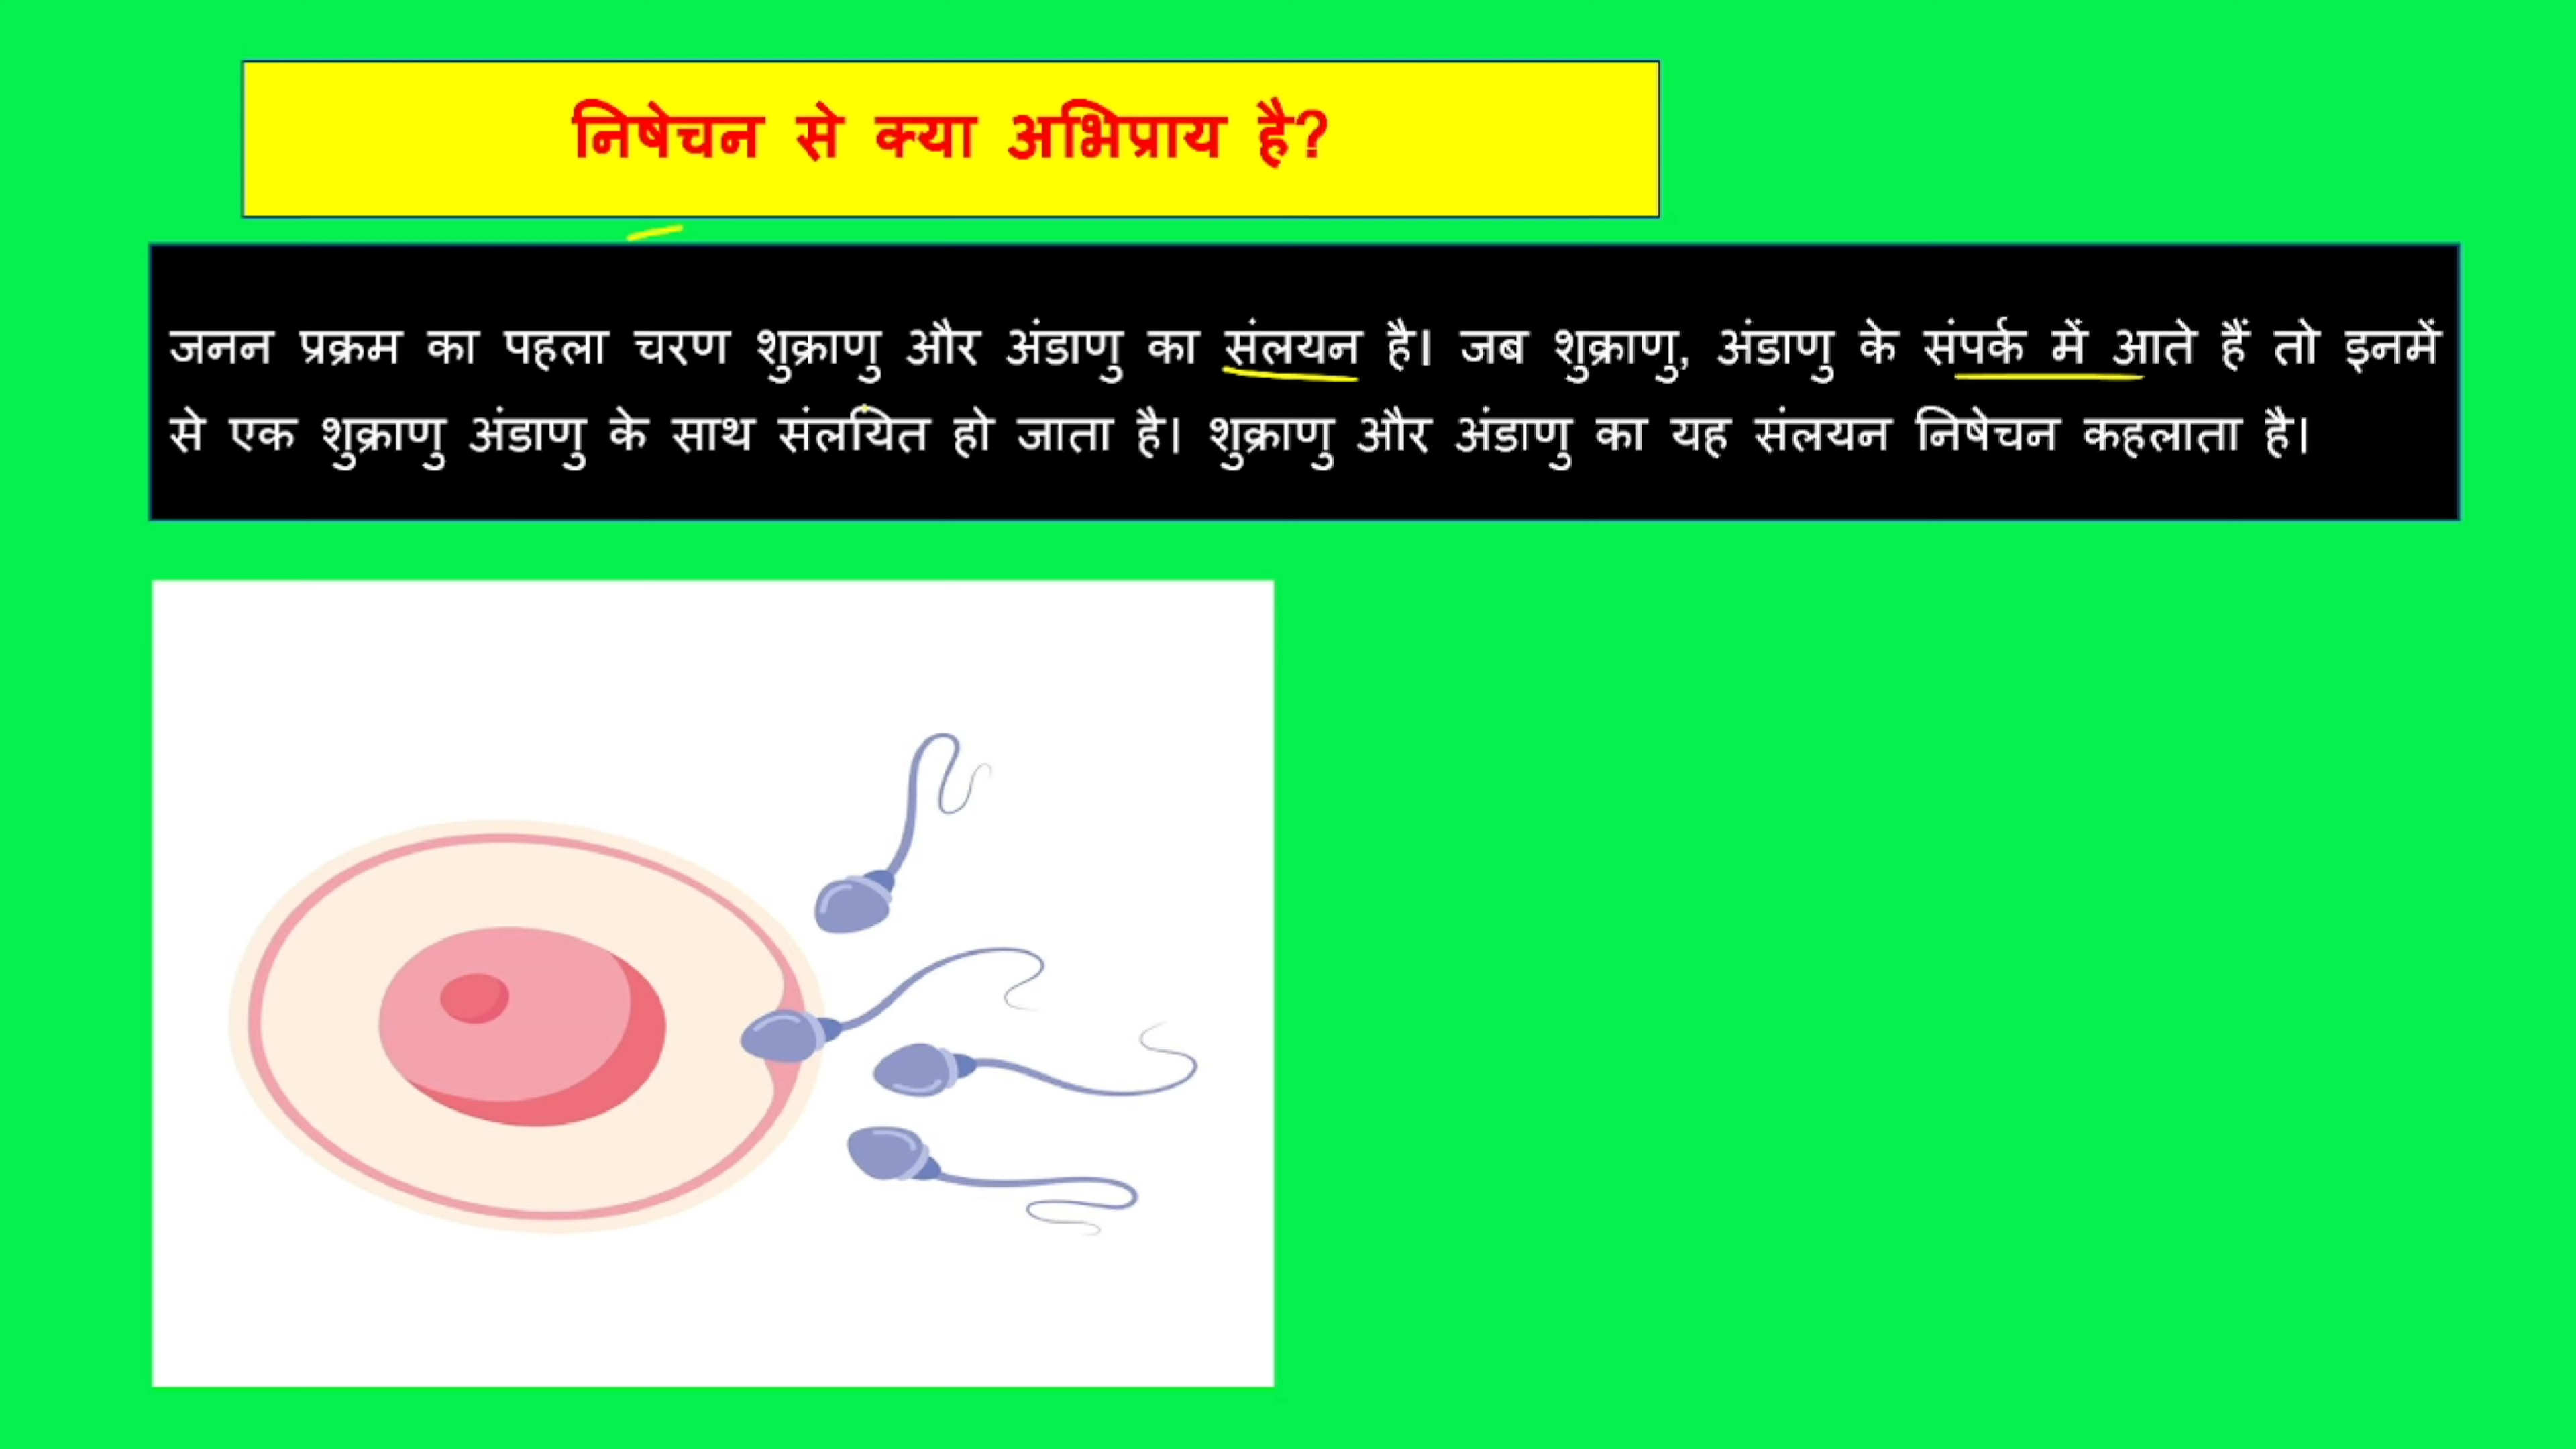 निषेचन से क्या अभिप्राय है?
जनन प्रक्रम का पहला चरण शुक्राणु और अंडाणु का संलयन है। जब शुक्राणु, अंडाणु के संपर्क में आते हैं तो इनमें
से एक शुक्राणु अंडाणु के साथ संलयित हो जाता है। शुक्राणु और अंडाणु का यह संलयन निषेचन कहलाता है।